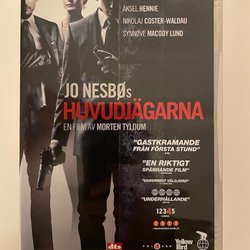 AKSEL HENNIE
NIKOLAJ COSTER-WALDAU
SYNNØVE MACODY LUND
JO NESBØs
HUVUDJÄGARNA
EN FILM AV MORTEN TYLDUM
"GASTKRAMANDE
FRÅN FÖRSTA STUND"
"EN RIKTIGT
SPÄNNANDE FILM"
"UNDERHÅLLANDE"
12345
dts
Yellow
Bird